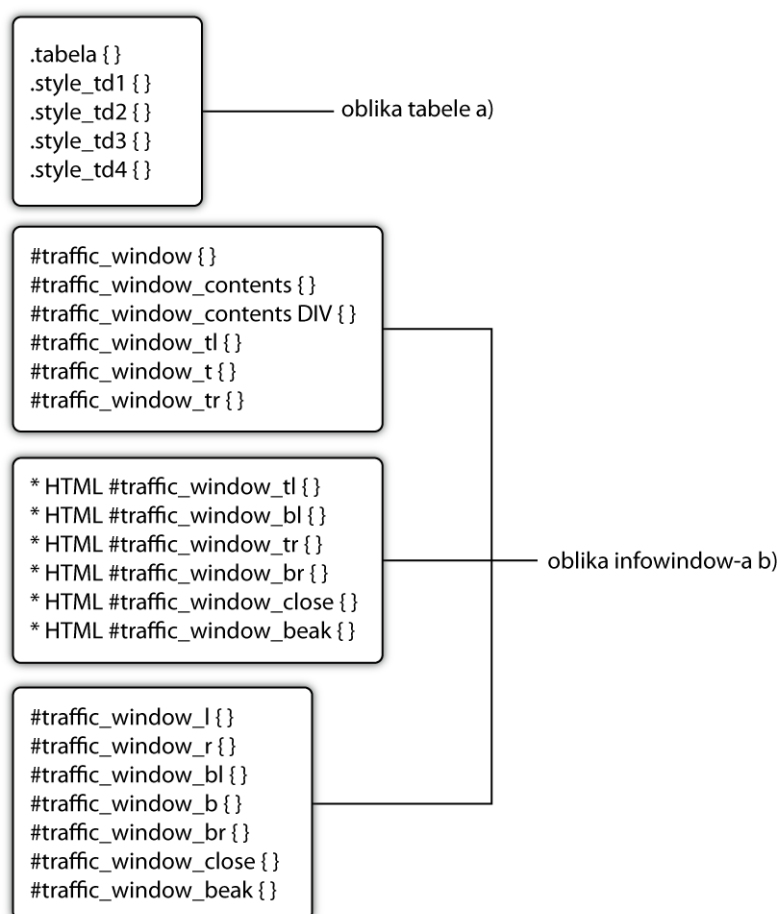 .tabela { }
.style_td1 { }
.style_td2 { }
.style_td3 { }
.style_td4 { }
oblika tabele a)
#traffic_window { }
#traffic_window_contents { }
#traffic_window_contents DIV { }
#traffic_window_tl { }
#traffic_window_t { }
#traffic_window_tr { }
* HTML #traffic_window_tl { }
* HTML #traffic_window_bl { }
* HTML #traffic_window_tr { }
* HTML #traffic_window_br { }
* HTML #traffic_window_close { }
* HTML #traffic_window_beak { }
oblika infowindow-a b)
#traffic_window_l { }
#traffic_window_r { }
#traffic_window_bl { }
#traffic_window_b { }
#traffic_window_br { }
#traffic_window_close { }
#traffic_window_beak { }